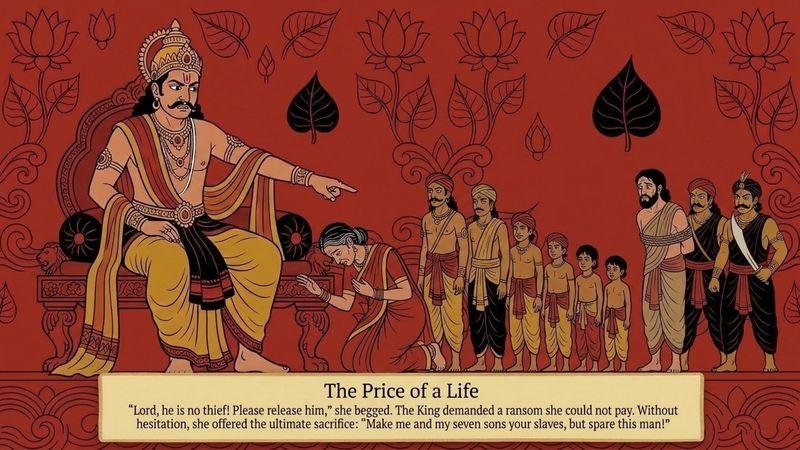 The Price of a Life
“Lord, he is no thief! Please release him,” she begged. The King demanded a ransom she could not pay. Without
hesitation, she offered the ultimate sacrifice: “Make me and my seven sons your slaves, but spare this man!”